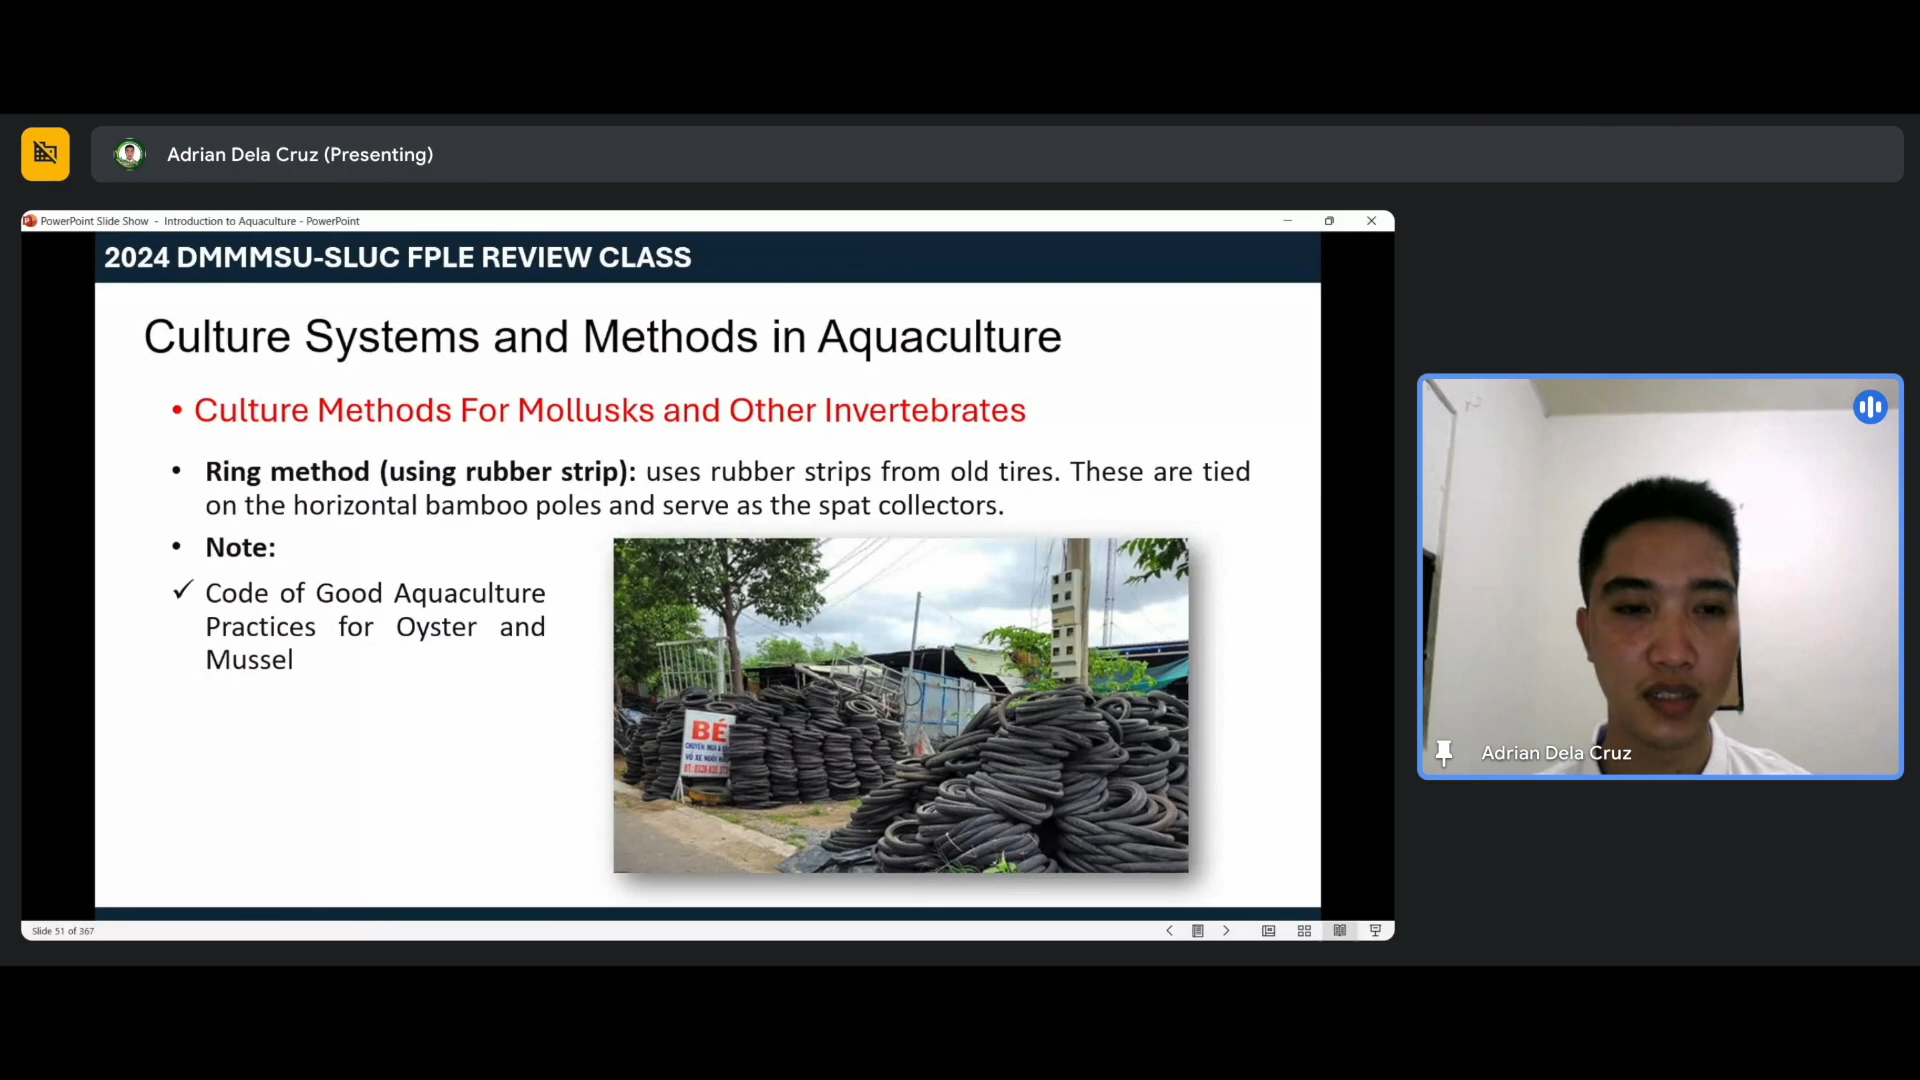 Adrian Dela Cruz (Presenting)
PowerPoint Slide Show - Introduction to Aquaculture - PowerPoint
2024 DMMMSU-SLUC FPLE REVIEW CLASS
Culture Systems and Methods in Aquaculture
• Culture Methods For Mollusks and Other Invertebrates
• Ring method (using rubber strip): uses rubber strips from old tires. These are tied
on the horizontal bamboo poles and serve as the spat collectors.
• Note:
✓ Code of Good Aquaculture
Practices for Oyster and
Mussel
BÉ
Adrian Dela Cruz
Slide 51 of 367